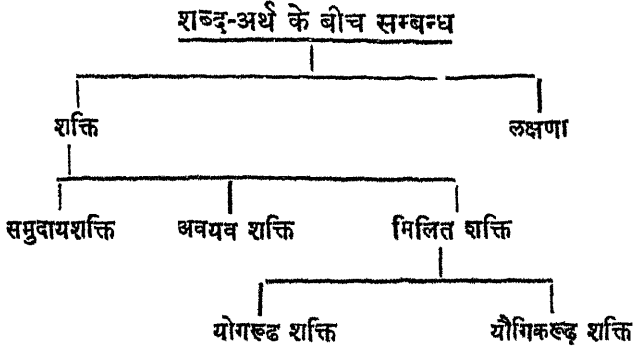 शब्द-अर्थ के बीच सम्बन्ध
शक्ति लक्षणा
समुदायशक्ति अवयव शक्ति मिलित शक्ति
योगरूढ शक्ति यौगिकरूढ़ शक्ति